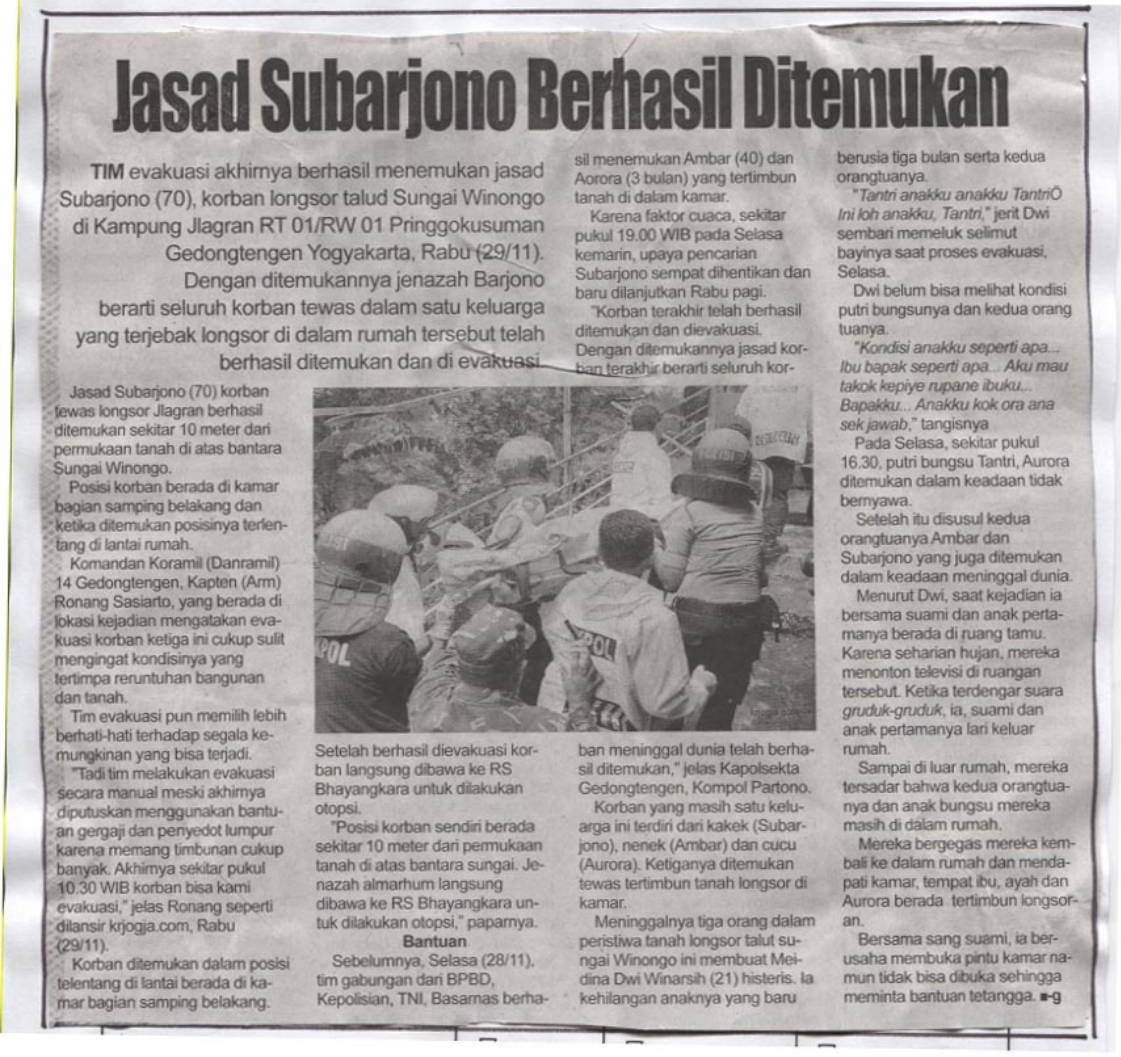 Jasad Subarjono Berhasil Ditemukan
TIM evakuasi akhirnya berhasil menemukan jasad
Subarjono (70), korban longsor talud Sungai Winongo
di Kampung Jlagran RT 01/RW 01 Pringgokusuman
Gedongtengen Yogyakarta, Rabu (29/11).
Dengan ditemukannya jenazah Barjono
berarti seluruh korban tewas dalam satu keluarga
yang terjebak longsor di dalam rumah tersebut telah
berhasil ditemukan dan di evakuasi.
Jasad Subarjono (70) korban
tewas longsor Jlagran berhasil
ditemukan sekitar 10 meter dari
permukaan tanah di atas bantara
Sungai Winongo.
Posisi korban berada di kamar
bagian samping belakang dan
ketika ditemukan posisinya terlen-
tang di lantai rumah.
Komandan Koramil (Danramil)
14 Gedongtengen, Kapten (Arm)
Ronang Sasiarto, yang berada di
lokasi kejadian mengatakan eva-
kuasi korban ketiga ini cukup sulit
mengingat kondisinya yang
tertimpa reruntuhan bangunan
dan tanah.
Tim evakuasi pun memilih lebih
berhati-hati terhadap segala ke-
mungkinan yang bisa terjadi.
"Tadi tim melakukan evakuasi
secara manual meski akhirnya
diputuskan menggunakan bantu-
an gergaji dan penyedot lumpur
karena memang timbunan cukup
banyak. Akhirnya sekitar pukul
10.30 WIB korban bisa kami
evakuasi," jelas Ronang seperti
dilansir krjogja.com, Rabu
(29/11).
Korban ditemukan dalam posisi
telentang di lantai berada di ka-
mar bagian samping belakang.
POLISI
POL
POL
Setelah berhasil dievakuasi kor-
ban langsung dibawa ke RS
Bhayangkara untuk dilakukan
otopsi.
"Posisi korban sendiri berada
sekitar 10 meter dari permukaan
tanah di atas bantara sungai. Je-
nazah almarhum langsung
dibawa ke RS Bhayangkara un-
tuk dilakukan otopsi," paparnya.
Bantuan
Sebelumnya, Selasa (28/11),
tim gabungan dari BPBD,
Kepolisian, TNI, Basarnas berha-
sil menemukan Ambar (40) dan
Aorora (3 bulan) yang tertimbun
tanah di dalam kamar.
Karena faktor cuaca, sekitar
pukul 19.00 WIB pada Selasa
kemarin, upaya pencarian
Subarjono sempat dihentikan dan
baru dilanjutkan Rabu pagi.
"Korban terakhir telah berhasil
ditemukan dan dievakuasi.
Dengan ditemukannya jasad kor-
ban terakhir berarti seluruh kor-
ban meninggal dunia telah berha-
sil ditemukan," jelas Kapolsekta
Gedongtengen, Kompol Partono.
Korban yang masih satu kelu-
arga ini terdiri dari kakek (Subar-
jono), nenek (Ambar) dan cucu
(Aurora). Ketiganya ditemukan
tewas tertimbun tanah longsor di
kamar.
Meninggalnya tiga orang dalam
peristiwa tanah longsor talut su-
ngai Winongo ini membuat Mei-
dina Dwi Winarsih (21) histeris. Ia
kehilangan anaknya yang baru
berusia tiga bulan serta kedua
orangtuanya.
"Tantri anakku anakku TantriÓ
Ini loh anakku, Tantri," jerit Dwi
sembari memeluk selimut
bayinya saat proses evakuasi,
Selasa.
Dwi belum bisa melihat kondisi
putri bungsunya dan kedua orang
tuanya.
"Kondisi anakku seperti apa...
Ibu bapak seperti apa... Aku mau
takok kepiye rupane ibuku...
Bapakku... Anakku kok ora ana
sek jawab," tangisnya
Pada Selasa, sekitar pukul
16.30, putri bungsu Tantri, Aurora
ditemukan dalam keadaan tidak
bernyawa.
Setelah itu disusul kedua
orangtuanya Ambar dan
Subarjono yang juga ditemukan
dalam keadaan meninggal dunia.
Menurut Dwi, saat kejadian ia
bersama suami dan anak perta-
manya berada di ruang tamu.
Karena seharian hujan, mereka
menonton televisi di ruangan
tersebut. Ketika terdengar suara
gruduk-gruduk, ia, suami dan
anak pertamanya lari keluar
rumah.
Sampai di luar rumah, mereka
tersadar bahwa kedua orangtua-
nya dan anak bungsu mereka
masih di dalam rumah.
Mereka bergegas mereka kem-
bali ke dalam rumah dan menda-
pati kamar, tempat ibu, ayah dan
Aurora berada tertimbun longsor-
an.
Bersama sang suami, ia ber-
usaha membuka pintu kamar na-
mun tidak bisa dibuka sehingga
meminta bantuan tetangga. ■-g